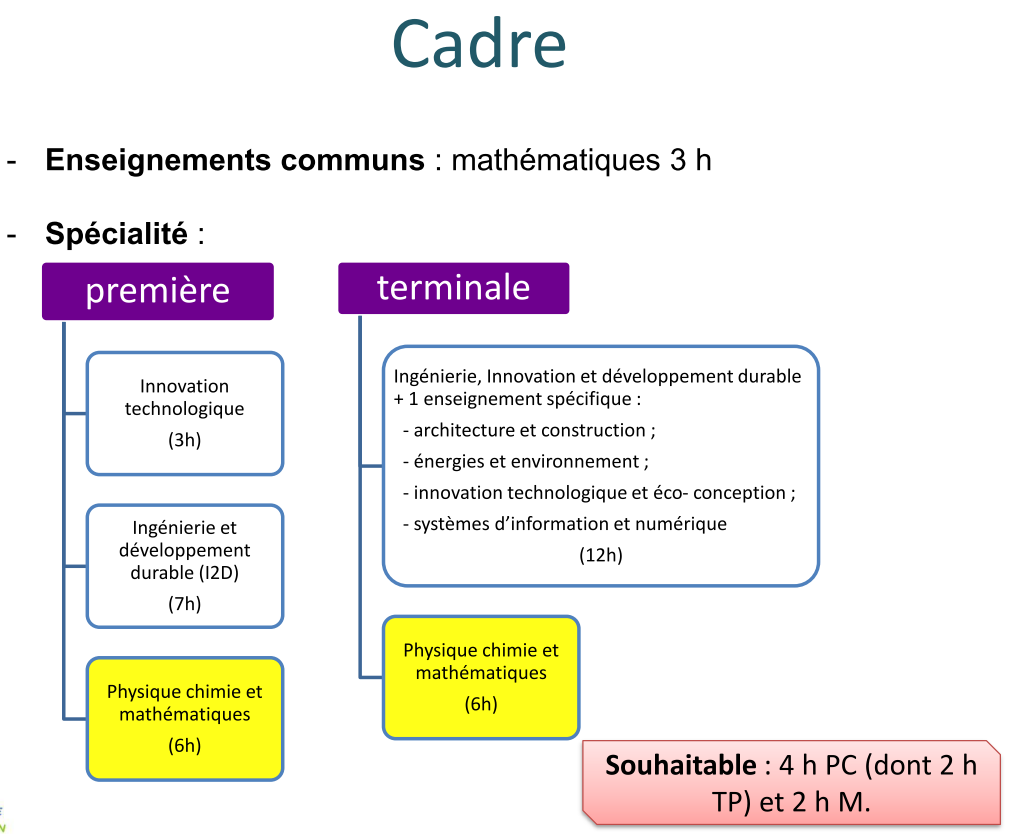 Cadre
- Enseignements communs : mathématiques 3 h
- Spécialité :
première
Innovation
technologique
(3h)
Ingénierie et
développement
durable (I2D)
(7h)
Physique chimie et
mathématiques
(6h)
terminale
Ingénierie, Innovation et développement durable
+ 1 enseignement spécifique :
- architecture et construction ;
- énergies et environnement ;
- innovation technologique et éco- conception ;
- systèmes d’information et numérique
(12h)
Physique chimie et
mathématiques
(6h)
Souhaitable : 4 h PC (dont 2 h
TP) et 2 h M.